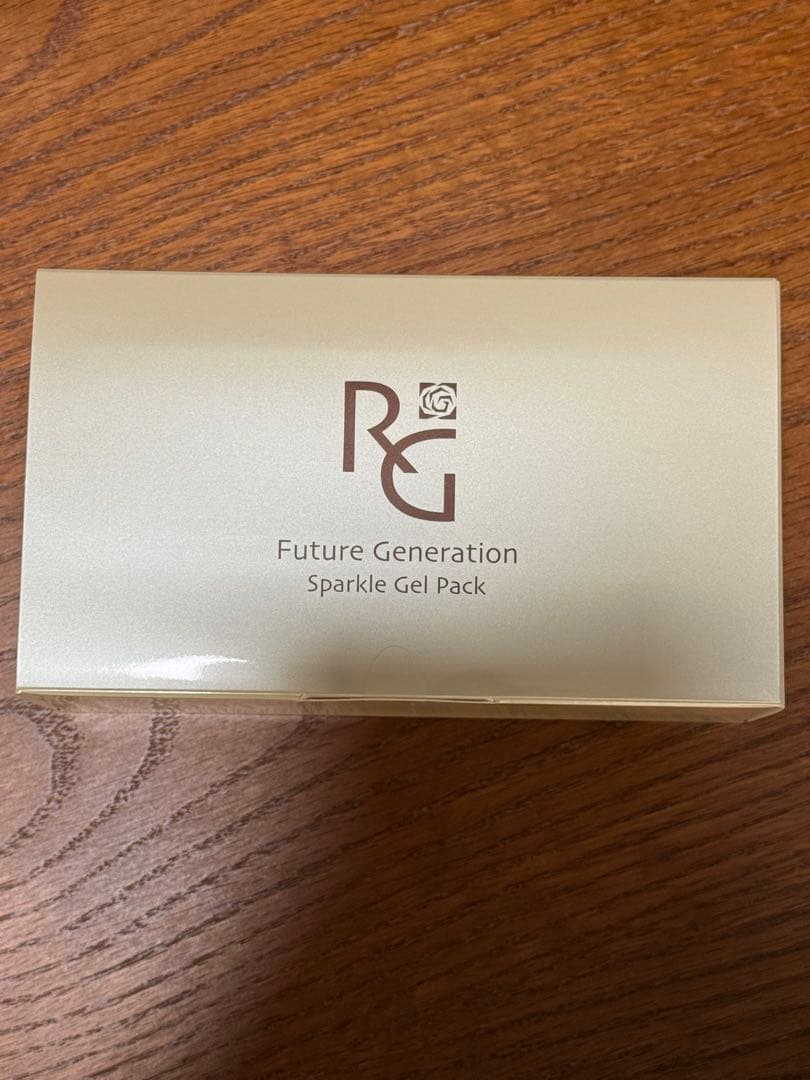 RG
Future Generation
Sparkle Gel Pack